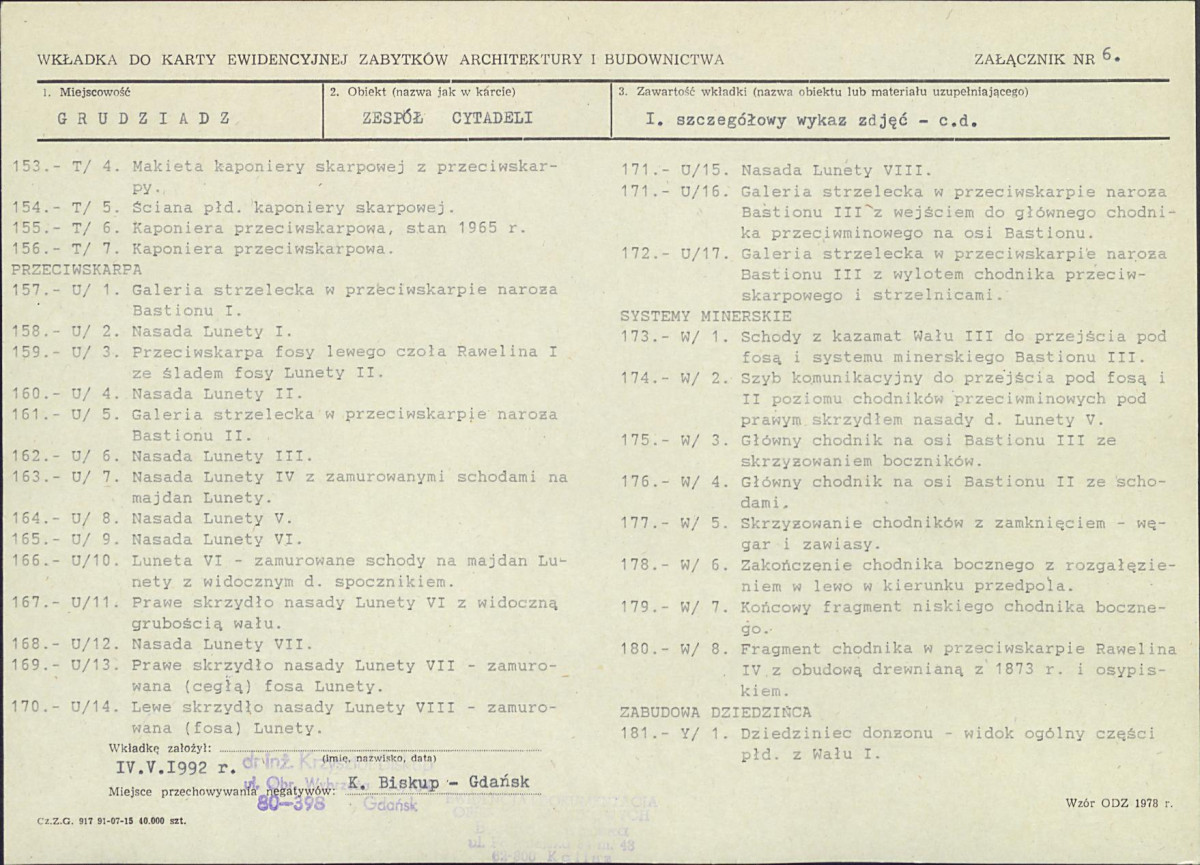 WKŁADKA DO KARTY EWIDENCYJNEJ ZABYTKÓW ARCHITEKTURY I BUDOWNICTWA
ZAŁĄCZNIK NR 6.
1. Miejscowość
GRUDZIADZ
2. Obiekt (nazwa jak w karcie)
ZESPÓŁ CYTADELI
3. Zawartość wkładki (nazwa obiektu lub materiału uzupełniającego)
I. szczegółowy wykaz zdjęć - c.d.
153.- T/ 4. Makieta kaponiery skarpowej z przeciwskar-
py.
154.- T/ 5. Ściana płd. kaponiery skarpowej.
155.- T/ 6. Kaponiera przeciwskarpowa, stan 1965 r.
156.- T/ 7. Kaponiera przeciwskarpowa.
PRZECIWSKARPA
157.- U/ 1. Galeria strzelecka w przeciwskarpie naroza
Bastionu I.
158.- U/ 2. Nasada Lunety I.
159.- U/ 3. Przeciwskarpa fosy lewego czoła Rawelina I
ze śladem fosy Lunety II.
160.- U/ 4. Nasada Lunety II.
161.- U/ 5. Galeria strzelecka w przeciwskarpie naroza
Bastionu II.
162.- U/ 6. Nasada Lunety III.
163.- U/ 7. Nasada Lunety IV z zamurowanymi schodami na
majdan Lunety.
164.- U/ 8. Nasada Lunety V.
165.- U/ 9. Nasada Lunety VI.
166.- U/10. Luneta VI - zamurowane schody na majdan Lu-
nety z widocznym d. spocznikiem.
167.- U/11. Prawe skrzydło nasady Lunety VI z widoczną
grubością wału.
168.- U/12. Nasada Lunety VII.
169.- U/13. Prawe skrzydło nasady Lunety VII - zamuro-
wana (cegłą) fosa Lunety.
170.- U/14. Lewe skrzydło nasady Lunety VIII - zamuro-
wana (fosa) Lunety.
171.- U/15. Nasada Lunety VIII.
171.- U/16. Galeria strzelecka w przeciwskarpie naroza
Bastionu III z wejściem do głównego chodni-
ka przeciwminowego na osi Bastionu.
172.- U/17. Galeria strzelecka w przeciwskarpie naroza
Bastionu III z wylotem chodnika przeciw-
skarpowego i strzelnicami.
SYSTEMY MINERSKIE
173.- W/ 1. Schody z kazamat Wału III do przejścia pod
fosą i systemu minerskiego Bastionu III.
174.- W/ 2. Szyb komunikacyjny do przejścia pod fosą i
II poziomu chodników przeciwminowych pod
prawym skrzydłem nasady d. Lunety V.
175.- W/ 3. Główny chodnik na osi Bastionu III ze
skrzyzowaniem boczników.
176.- W/ 4. Główny chodnik na osi Bastionu II ze scho-
dami.
177.- W/ 5. Skrzyzowanie chodników z zamknięciem - wę-
gar i zawiasy.
178.- W/ 6. Zakończenie chodnika bocznego z rozgałęzie-
niem w lewo w kierunku przedpola.
179.- W/ 7. Końcowy fragment niskiego chodnika boczne-
go.
180.- W/ 8. Fragment chodnika w przeciwskarpie Rawelina
IV z obudową drewnianą z 1873 r. i osypis-
kiem.
ZABUDOWA DZIEDZIŃCA
181.- Y/ 1. Dziedziniec donzonu - widok ogólny części
płd. z Wału I.
Wkładkę założył:
(imię, nazwisko, data)
IV.V.1992 r.
dr inż.
K. Biskup - Gdańsk
Miejsce przechowywania negatywów:
80-398 Gdańsk
Wzór ODZ 1978 r.
Cz.Z.G. 917 91-07-15 40.000 szt.